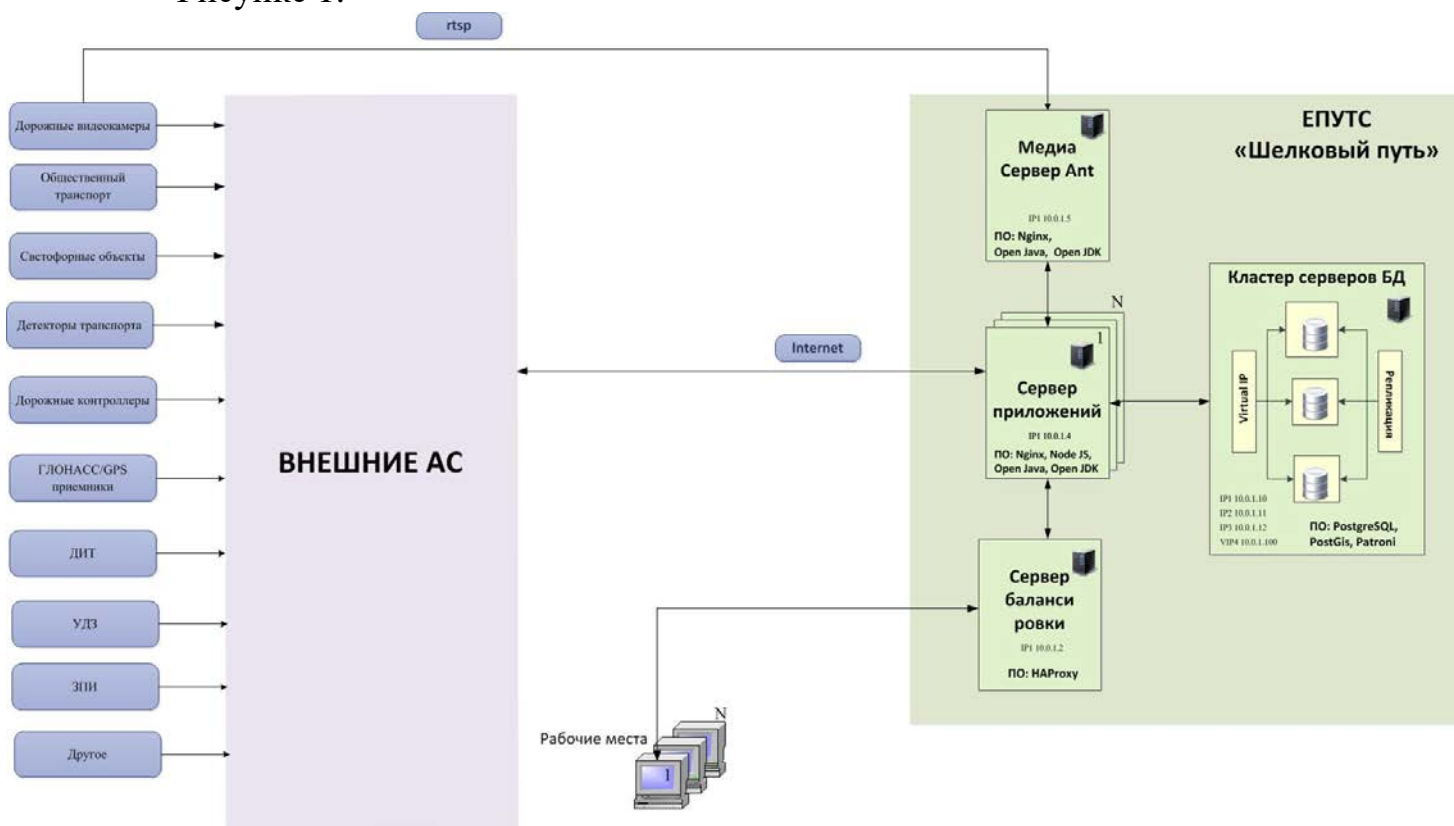 Рисунке 1.
rtsp
Дорожные видеокамеры
Общественный
транспорт
Светофорные объекты
Детекторы транспорта
Дорожные контроллеры
ГЛОНАСС/GPS
приемники
ДИТ
УДЗ
ЗПИ
Другое
ВНЕШНИЕ АС
Internet
Рабочие места
N
1
ЕПУТС
«Шелковый путь»
Медиа
Сервер Ant
IP1 10.0.1.5
ПО: Nginx,
Open Java, Open JDK
N
1
Сервер
приложений
IP1 10.0.1.4
ПО: Nginx, Node JS,
Open Java, Open JDK
Сервер
баланси
ровки
IP1 10.0.1.2
ПО: HAProxy
Кластер серверов БД
Virtual IP
Репликация
IP1 10.0.1.10
IP2 10.0.1.11
IP3 10.0.1.12
VIP4 10.0.1.100
ПО: PostgreSQL,
PostGis, Patroni